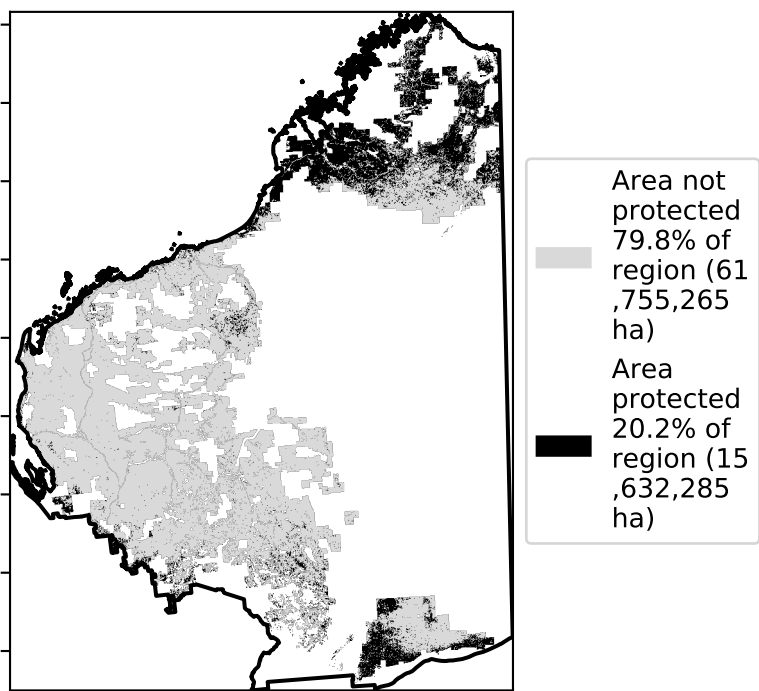 Area not
protected
79.8% of
region (61
,755,265
ha)
Area
protected
20.2% of
region (15
,632,285
ha)